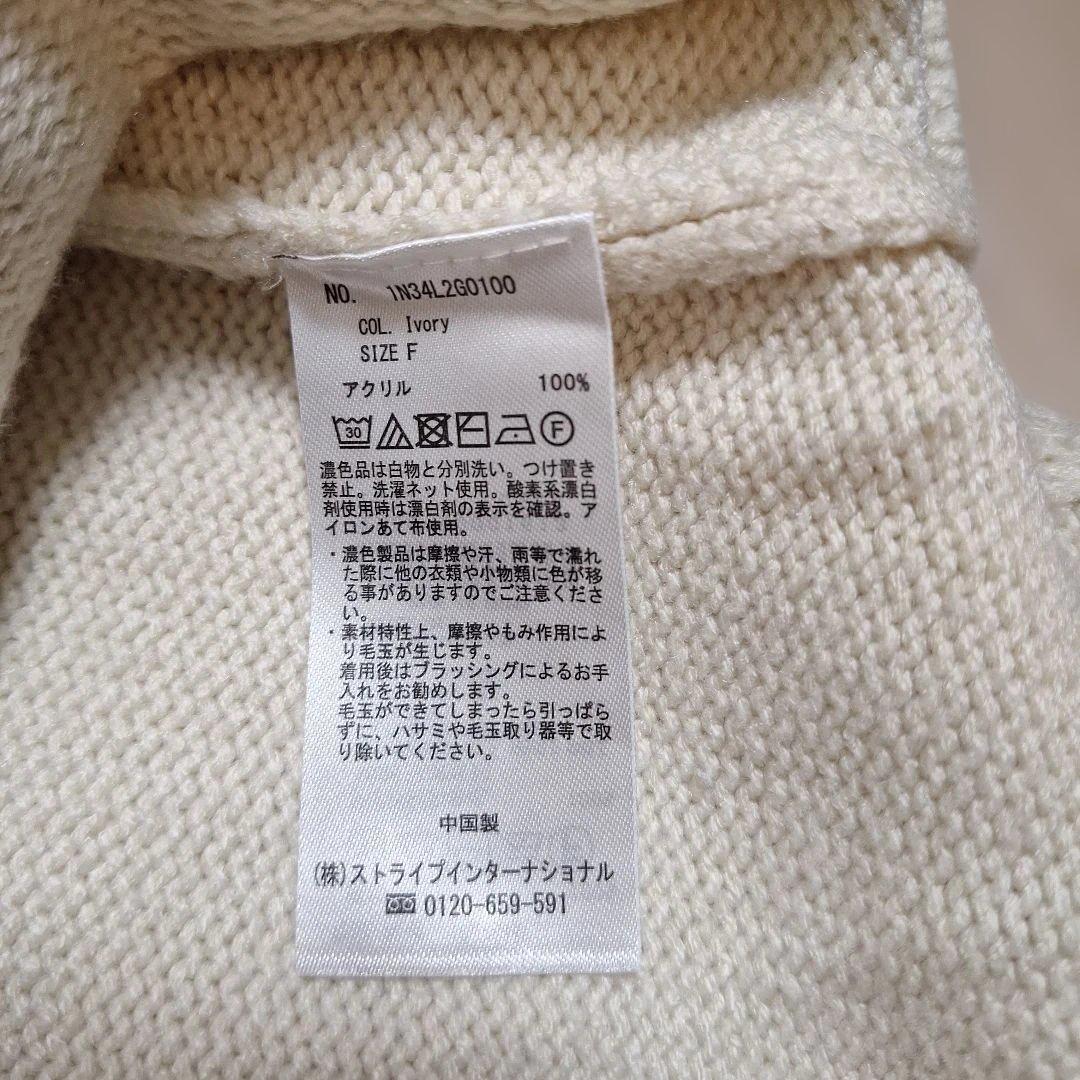 NO. 1N34L2G0100
COL. Ivory
SIZE F
アクリル 100%
30 F
濃色品は白物と分別洗い。つけ置き
禁止。洗濯ネット使用。酸素系漂白
剤使用時は漂白剤の表示を確認。ア
イロンあて布使用。
・濃色製品は摩擦や汗、雨等で濡れ
た際に他の衣類や小物類に色が移
る事がありますのでご注意くださ
い。
・素材特性上、摩擦やもみ作用によ
り毛玉が生じます。
着用後はブラッシングによるお手
入れをお勧めします。
毛玉ができてしまったら引っぱら
ずに、ハサミや毛玉取り器等で取
り除いてください。
中国製
(株)ストライプインターナショナル
0120-659-591